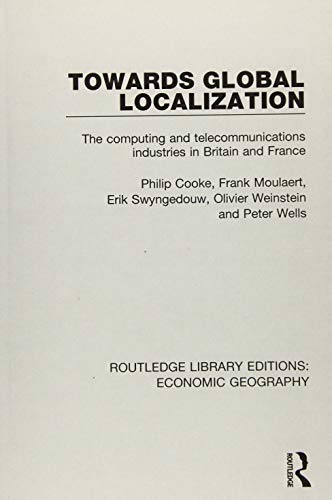 TOWARDS GLOBAL
LOCALIZATION
The computing and telecommunications
industries in Britain and France
Philip Cooke, Frank Moulaert,
Erik Swyngedouw, Olivier Weinstein
and Peter Wells
ROUTLEDGE LIBRARY EDITIONS:
ECONOMIC GEOGRAPHY
ROUTLEDGE